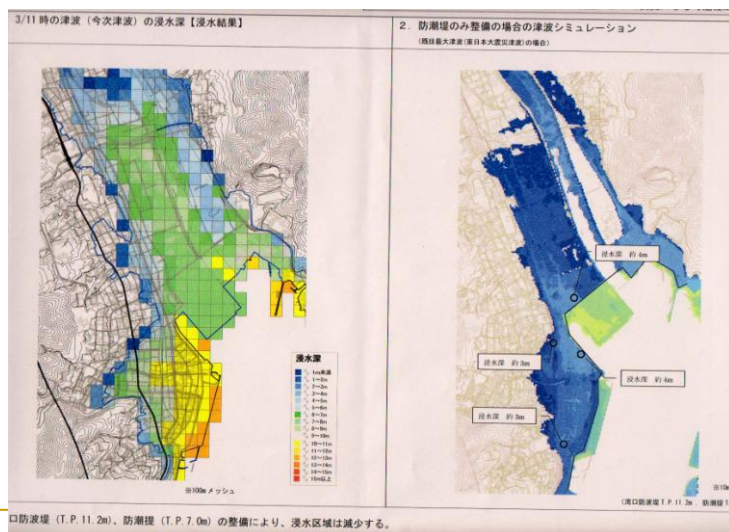 3/11 時の津波(今次津波)の浸水深【浸水結果】
浸水深
1m未満
1~2m
2~3m
3~4m
4~5m
5~6m
6~7m
7~8m
8~9m
9~10m
10~11m
11~12m
12~13m
13~14m
14~15m
15m以上
※100m メッシュ
2. 防潮堤のみ整備の場合の津波シミュレーション
(既往最大津波(東日本大震災津波)の場合)
浸水深 約4m
浸水深 約3m
浸水深 約4m
浸水深 約3m
※10m
(湾口防波堤 T.P.11.2m、防潮堤 T
口防波堤(T.P.11.2m)、防潮堤(T.P.7.0m)の整備により、浸水区域は減少する。